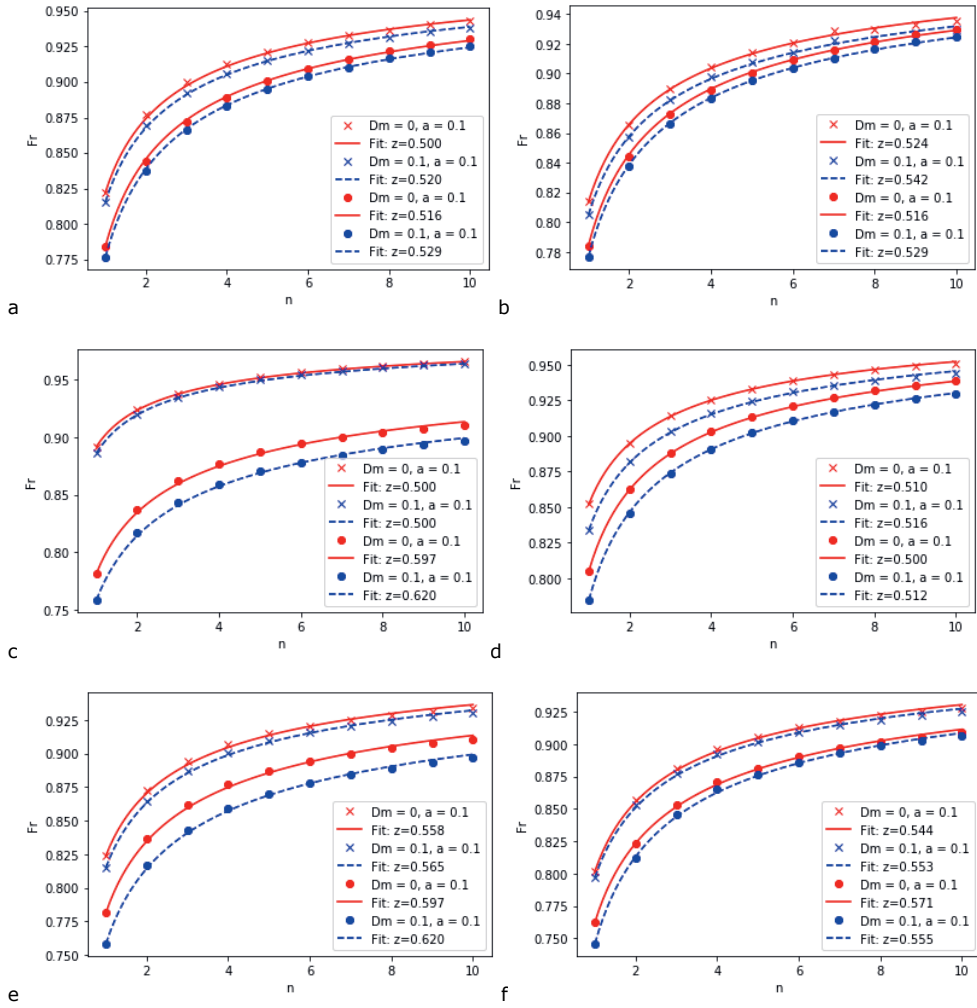 0.950
0.925
0.900
0.875
0.850
0.825
0.800
0.775
Fr
2
4
6
8
10
n
Dm = 0, a = 0.1
Fit: z=0.500
Dm = 0.1, a = 0.1
Fit: z=0.520
Dm = 0, a = 0.1
Fit: z=0.516
Dm = 0.1, a = 0.1
Fit: z=0.529
a
0.94
0.92
0.90
0.88
0.86
0.84
0.82
0.80
0.78
Fr
2
4
6
8
10
n
Dm = 0, a = 0.1
Fit: z=0.524
Dm = 0.1, a = 0.1
Fit: z=0.542
Dm = 0, a = 0.1
Fit: z=0.516
Dm = 0.1, a = 0.1
Fit: z=0.529
b
0.95
0.90
0.85
0.80
0.75
Fr
2
4
6
8
10
n
Dm = 0, a = 0.1
Fit: z=0.500
Dm = 0.1, a = 0.1
Fit: z=0.500
Dm = 0, a = 0.1
Fit: z=0.597
Dm = 0.1, a = 0.1
Fit: z=0.620
c
0.950
0.925
0.900
0.875
0.850
0.825
0.800
Fr
2
4
6
8
10
n
Dm = 0, a = 0.1
Fit: z=0.510
Dm = 0.1, a = 0.1
Fit: z=0.516
Dm = 0, a = 0.1
Fit: z=0.500
Dm = 0.1, a = 0.1
Fit: z=0.512
d
0.925
0.900
0.875
0.850
0.825
0.800
0.775
0.750
Fr
2
4
6
8
10
n
Dm = 0, a = 0.1
Fit: z=0.558
Dm = 0.1, a = 0.1
Fit: z=0.565
Dm = 0, a = 0.1
Fit: z=0.597
Dm = 0.1, a = 0.1
Fit: z=0.620
e
0.925
0.900
0.875
0.850
0.825
0.800
0.775
0.750
Fr
2
4
6
8
10
n
Dm = 0, a = 0.1
Fit: z=0.544
Dm = 0.1, a = 0.1
Fit: z=0.553
Dm = 0, a = 0.1
Fit: z=0.571
Dm = 0.1, a = 0.1
Fit: z=0.555
f